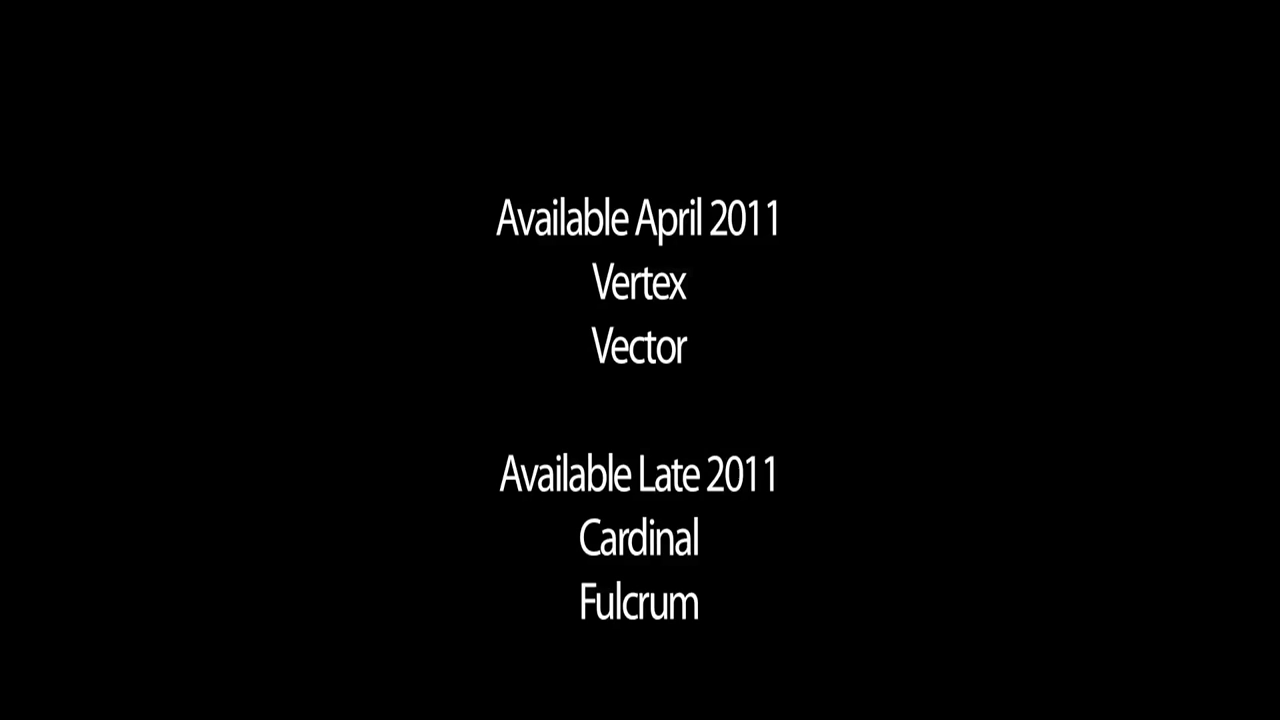 Available April 2011
Vertex
Vector
Available Late 2011
Cardinal
Fulcrum